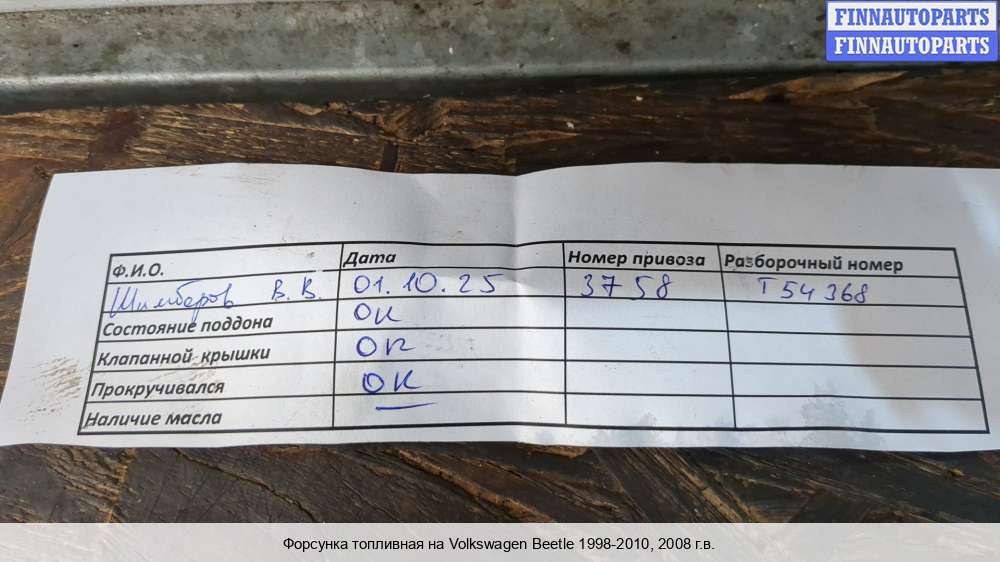 FINNAUTOPARTS
FINNAUTOPARTS
Ф.И.О. Дата Номер привоза Разборочный номер
В.В. 01.10.25 3758 Т54368
Состояние поддона ОК
Клапанной крышки ОК
Прокручивался ОК
Наличие масла —
Форсунка топливная на Volkswagen Beetle 1998-2010, 2008 г.в.